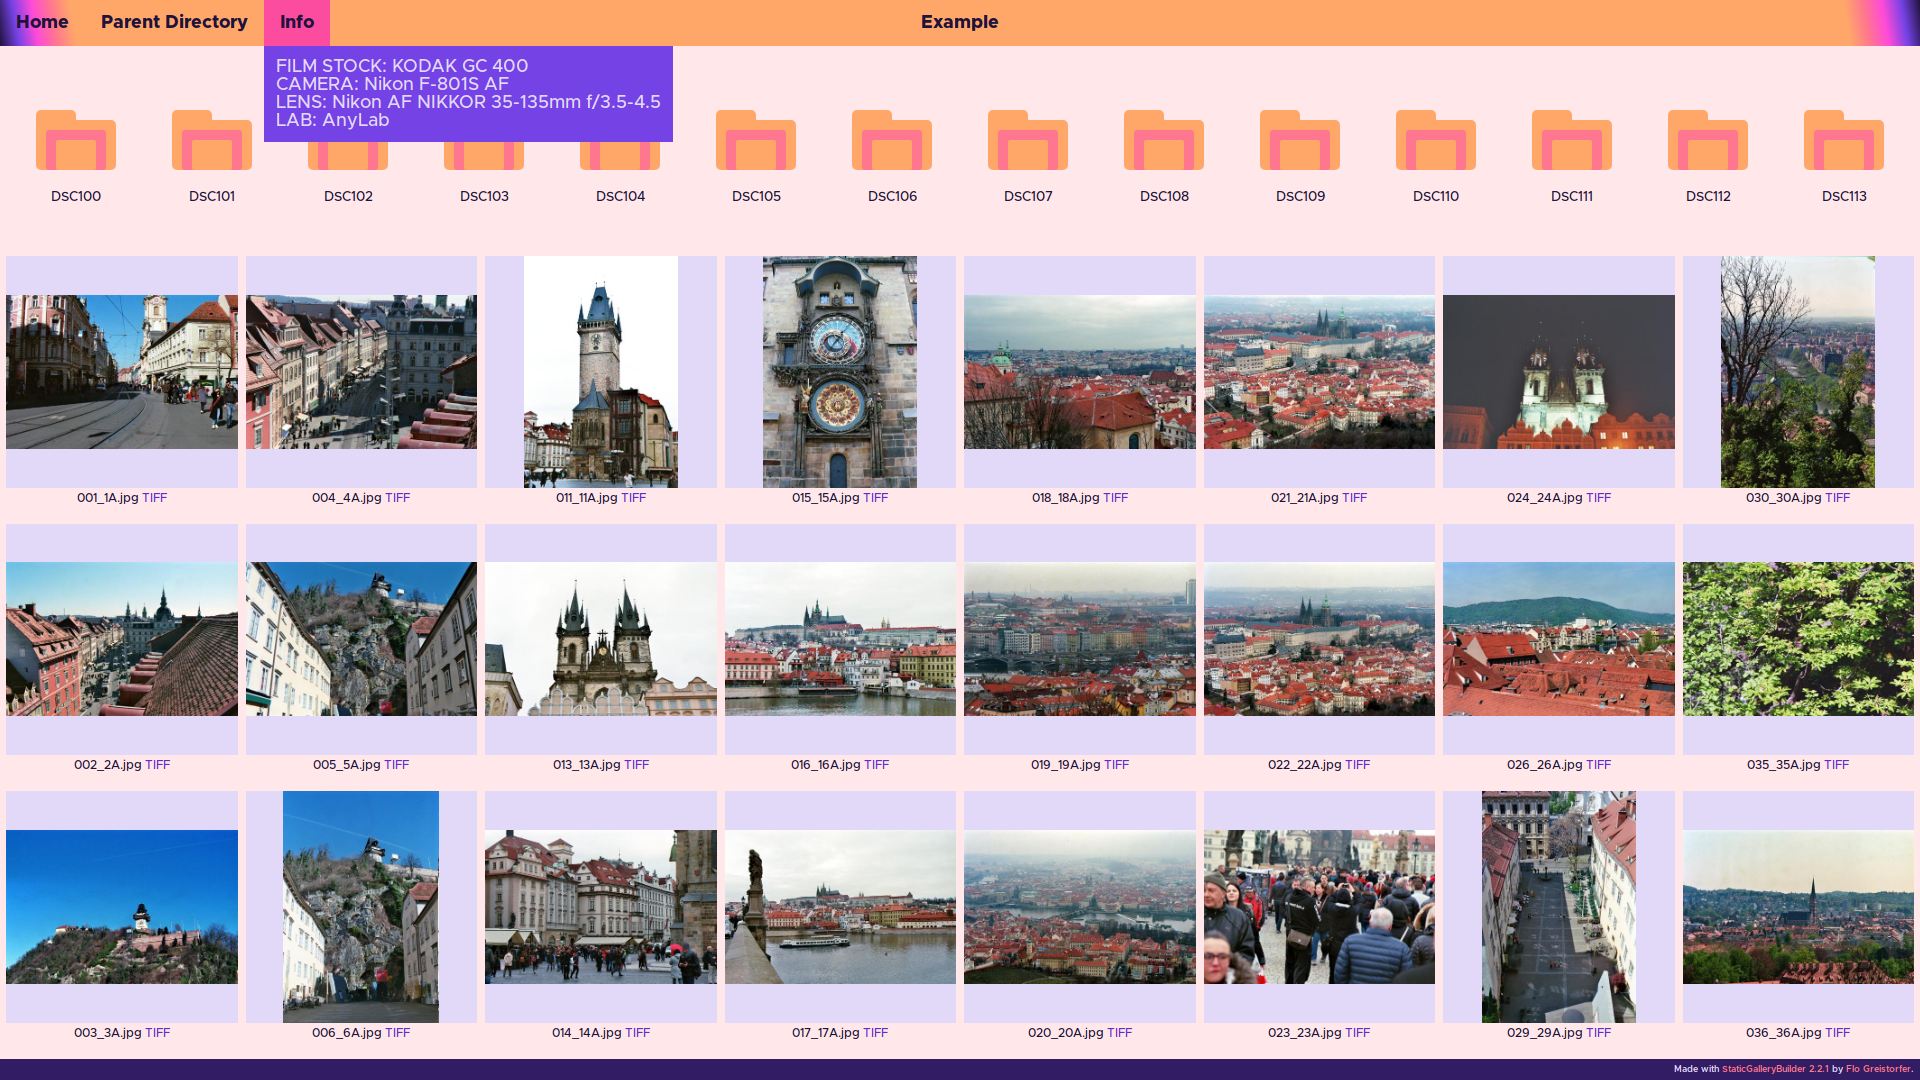 Home Parent Directory Info Example
FILM STOCK: KODAK GC 400
CAMERA: Nikon F-801S AF
LENS: Nikon AF NIKKOR 35-135mm f/3.5-4.5
LAB: AnyLab
DSC100 DSC101 DSC102 DSC103 DSC104 DSC105 DSC106 DSC107 DSC108 DSC109 DSC110 DSC111 DSC112 DSC113
001_1A.jpg TIFF 004_4A.jpg TIFF 011_11A.jpg TIFF 015_15A.jpg TIFF 018_18A.jpg TIFF 021_21A.jpg TIFF 024_24A.jpg TIFF 030_30A.jpg TIFF
002_2A.jpg TIFF 005_5A.jpg TIFF 013_13A.jpg TIFF 016_16A.jpg TIFF 019_19A.jpg TIFF 022_22A.jpg TIFF 026_26A.jpg TIFF 035_35A.jpg TIFF
003_3A.jpg TIFF 006_6A.jpg TIFF 014_14A.jpg TIFF 017_17A.jpg TIFF 020_20A.jpg TIFF 023_23A.jpg TIFF 029_29A.jpg TIFF 036_36A.jpg TIFF
Made with StaticGalleryBuilder 2.2.1 by Flo Greistorfer.